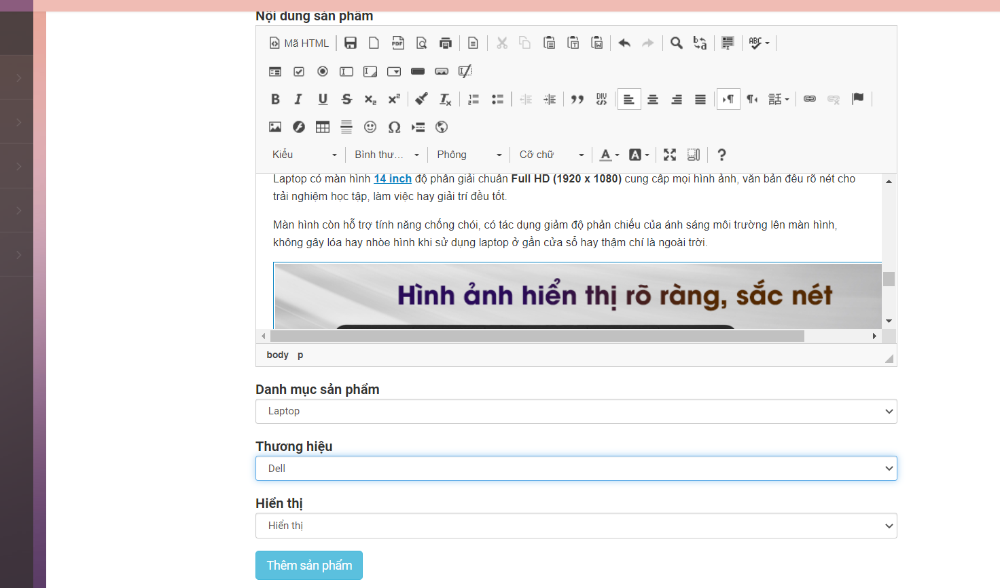 Nội dung sản phẩm
Mã HTML
Kiểu
Bình thư...
Phông
Cỡ chữ
Laptop có màn hình 14 inch độ phân giải chuẩn Full HD (1920 x 1080) cung cấp mọi hình ảnh, văn bản đều rõ nét cho
trải nghiệm học tập, làm việc hay giải trí đều tốt.
Màn hình còn hỗ trợ tính năng chống chói, có tác dụng giảm độ phản chiếu của ánh sáng môi trường lên màn hình,
không gây lóa hay nhòe hình khi sử dụng laptop ở gần cửa sổ hay thậm chí là ngoài trời.
Hình ảnh hiển thị rõ ràng, sắc nét
body p
Danh mục sản phẩm
Laptop
Thương hiệu
Dell
Hiển thị
Hiển thị
Thêm sản phẩm